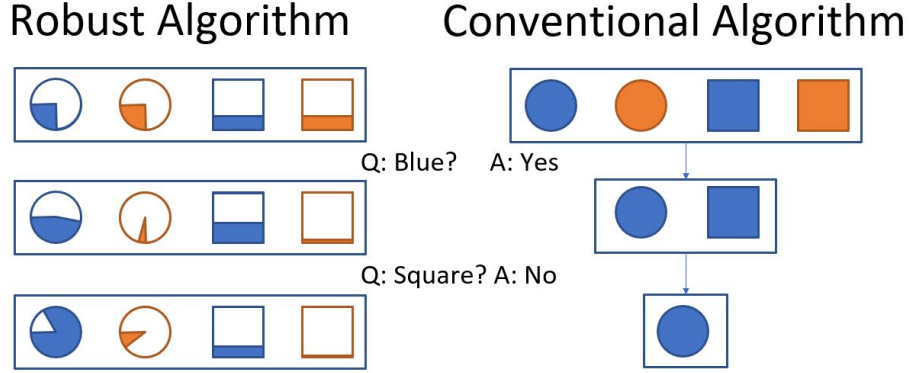 Robust Algorithm
Conventional Algorithm
Q: Blue? A: Yes
Q: Square? A: No